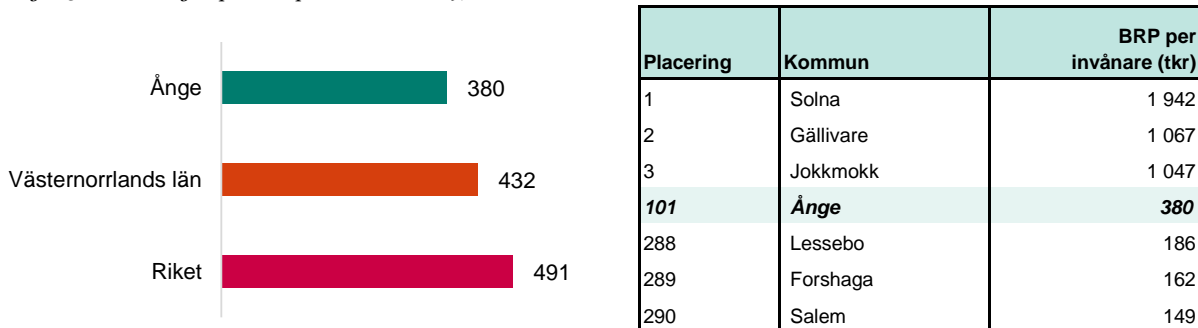 Ånge 380
Västernorrlands län 432
Riket 491
Placering Kommun BRP per invånare (tkr)
1 Solna 1 942
2 Gällivare 1 067
3 Jokkmokk 1 047
101 Ånge 380
288 Lessebo 186
289 Forshaga 162
290 Salem 149